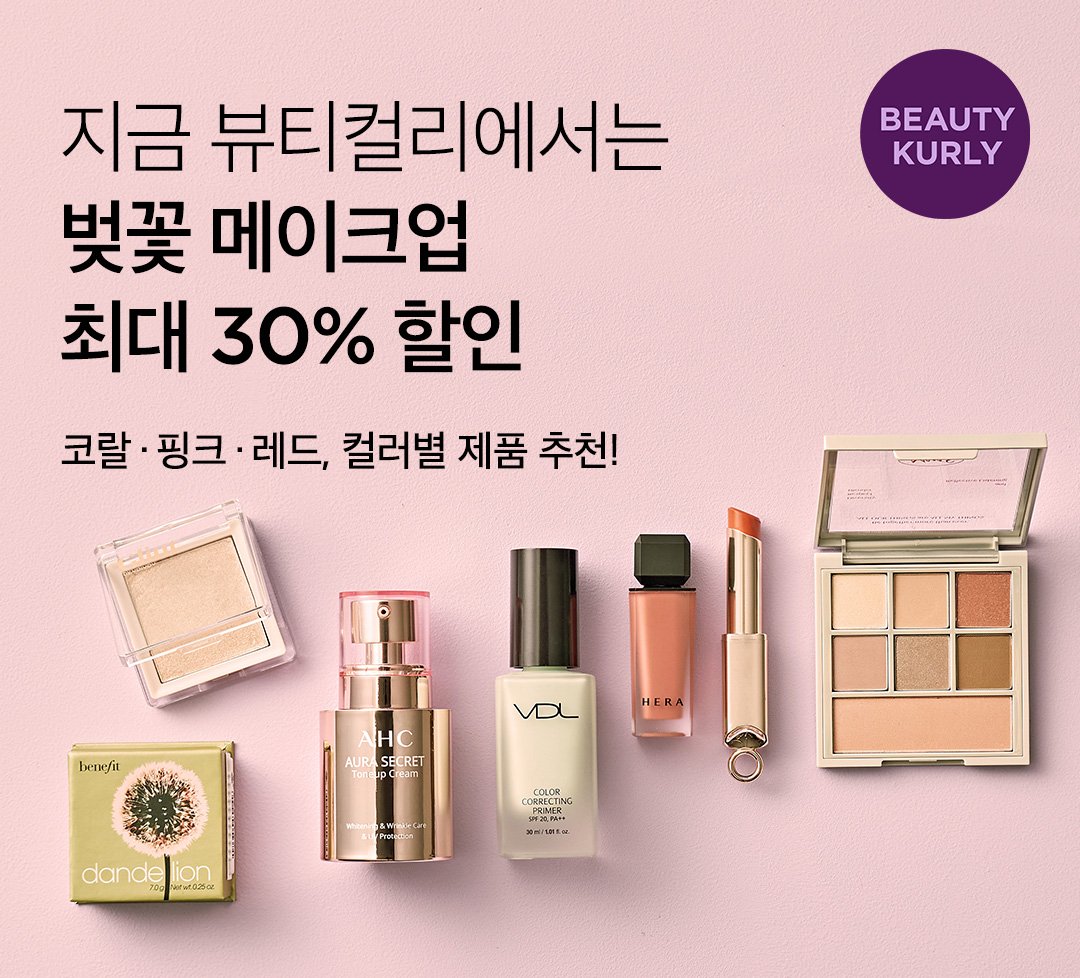 지금 뷰티컬리에서는
벚꽃 메이크업
최대 30% 할인
코랄 · 핑크 · 레드, 컬러별 제품 추천!
BEAUTY
KURLY
benefit
dandelion
7.0 g Net wt. 0.25 oz.
AHC
AURA SECRET
Toneup Cream
Whitening & Wrinkle Care
& UV Protection
VDL
COLOR
CORRECTING
PRIMER
SPF 20, PA++
30 ml / 1.01 fl. oz.
HERA